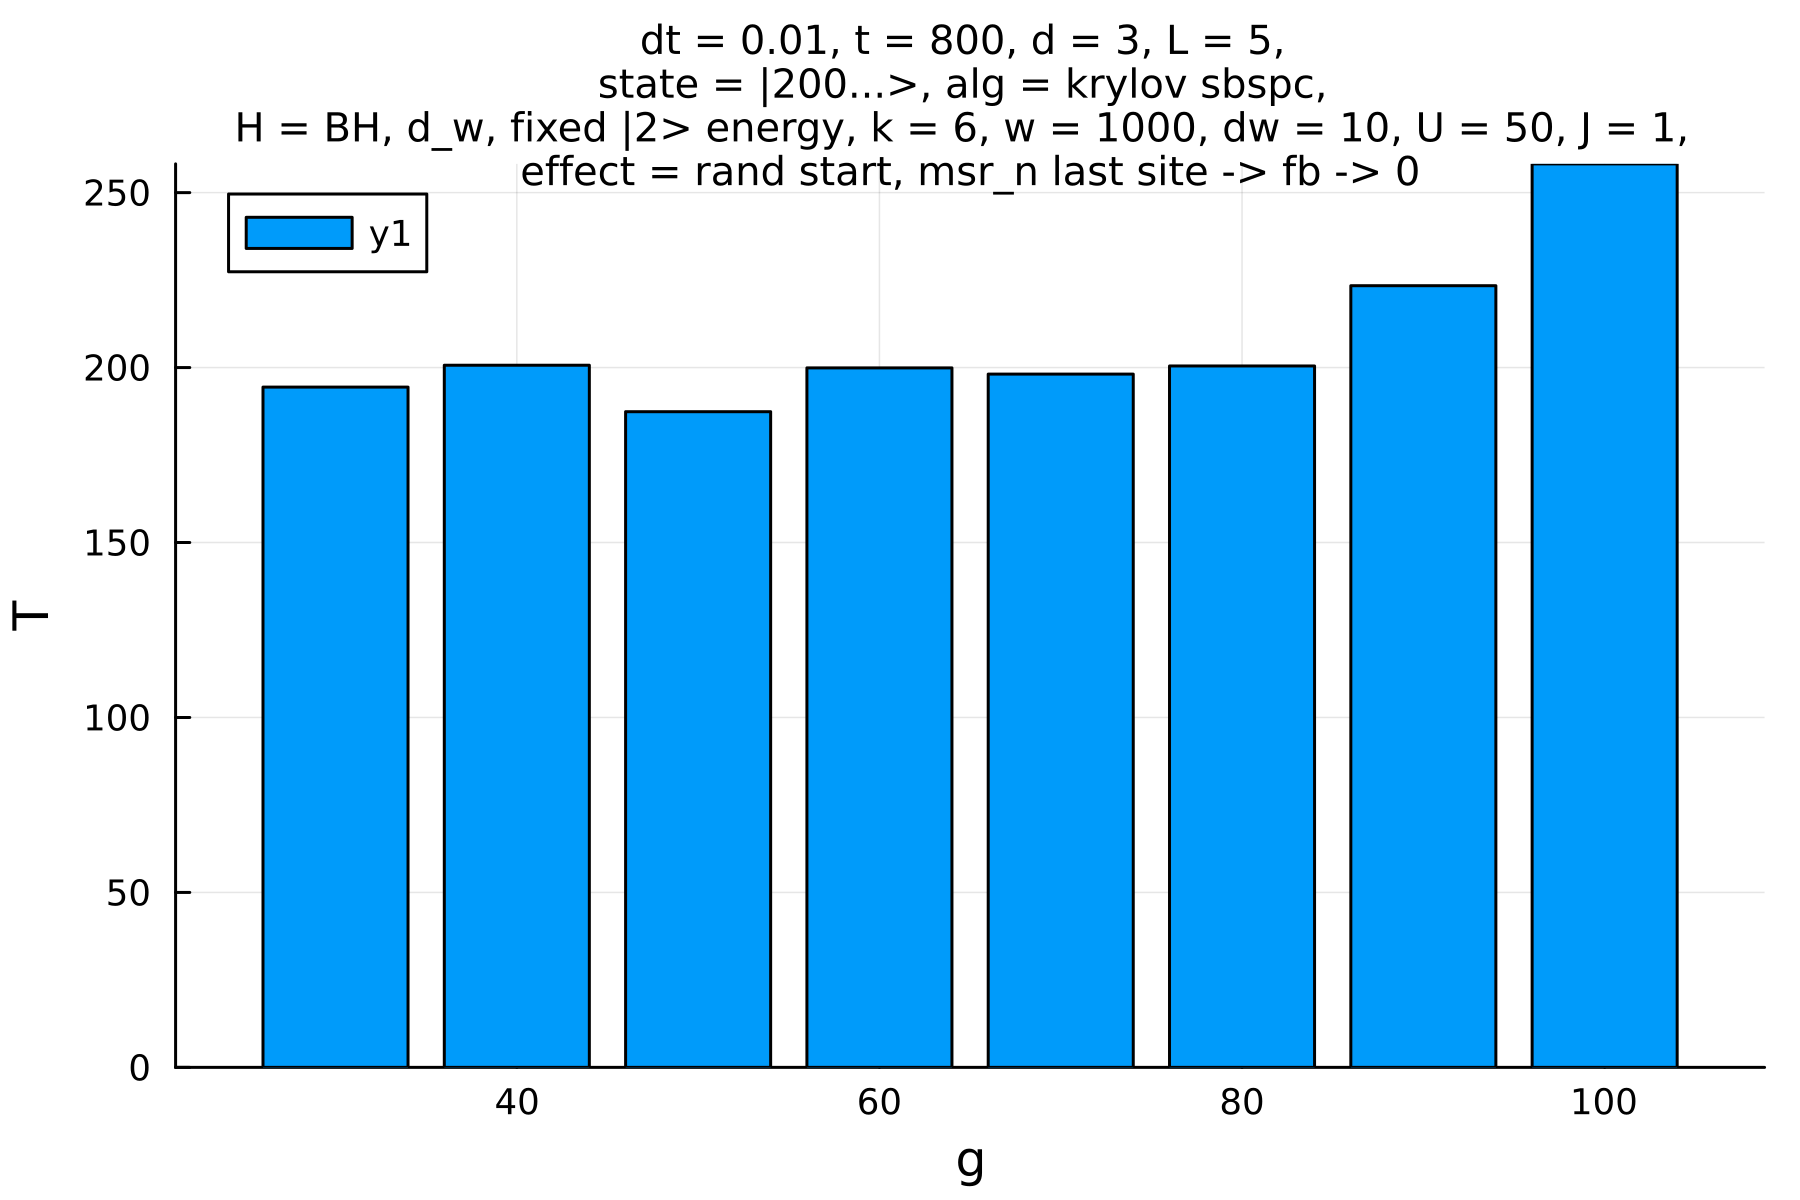 dt = 0.01, t = 800, d = 3, L = 5,
state = |200...>, alg = krylov sbspc,
H = BH, d_w, fixed |2> energy, k = 6, w = 1000, dw = 10, U = 50, J = 1,
effect = rand start, msr_n last site -> fb -> 0
y1
250
200
150
100
50
0
T
40 60 80 100
g